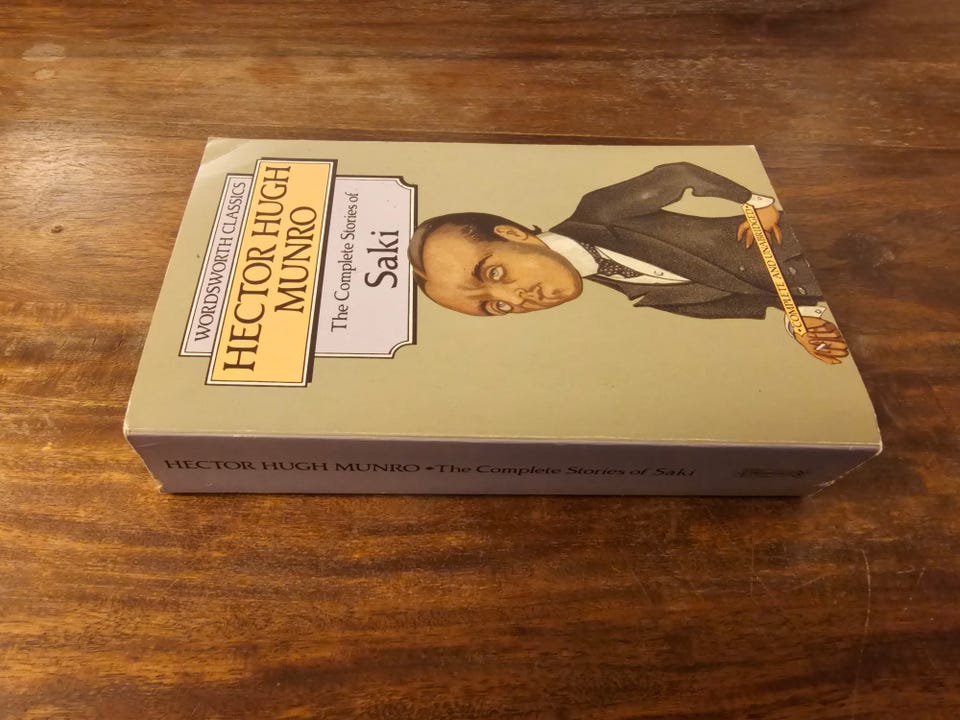 WORDSWORTH CLASSICS
HECTOR HUGH
MUNRO
The Complete Stories of
Saki
•COMPLETE AND UNABRIDGED•
HECTOR HUGH MUNRO • The Complete Stories of Saki